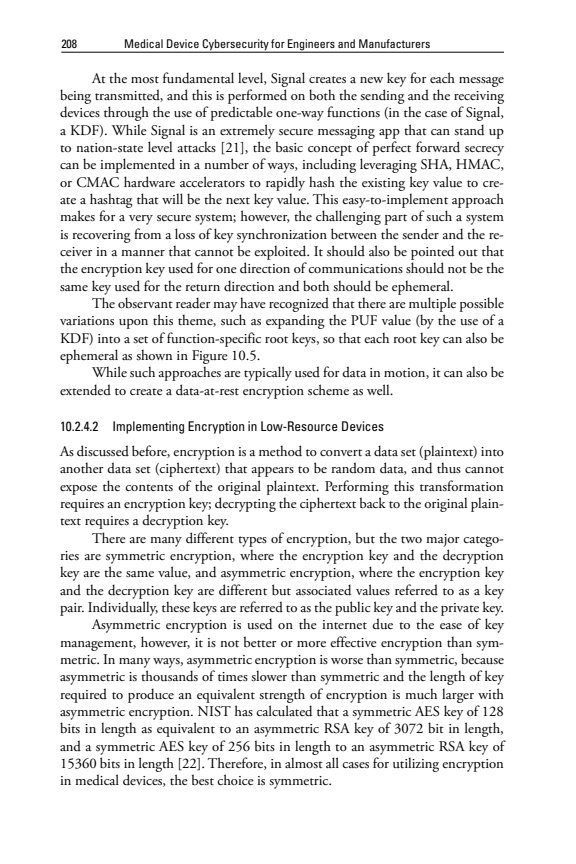 208 Medical Device Cybersecurity for Engineers and Manufacturers
At the most fundamental level, Signal creates a new key for each message
being transmitted, and this is performed on both the sending and the receiving
devices through the use of predictable one-way functions (in the case of Signal,
a KDF). While Signal is an extremely secure messaging app that can stand up
to nation-state level attacks [21], the basic concept of perfect forward secrecy
can be implemented in a number of ways, including leveraging SHA, HMAC,
or CMAC hardware accelerators to rapidly hash the existing key value to cre-
ate a hashtag that will be the next key value. This easy-to-implement approach
makes for a very secure system; however, the challenging part of such a system
is recovering from a loss of key synchronization between the sender and the re-
ceiver in a manner that cannot be exploited. It should also be pointed out that
the encryption key used for one direction of communications should not be the
same key used for the return direction and both should be ephemeral.
The observant reader may have recognized that there are multiple possible
variations upon this theme, such as expanding the PUF value (by the use of a
KDF) into a set of function-specific root keys, so that each root key can also be
ephemeral as shown in Figure 10.5.
While such approaches are typically used for data in motion, it can also be
extended to create a data-at-rest encryption scheme as well.
10.2.4.2 Implementing Encryption in Low-Resource Devices
As discussed before, encryption is a method to convert a data set (plaintext) into
another data set (ciphertext) that appears to be random data, and thus cannot
expose the contents of the original plaintext. Performing this transformation
requires an encryption key; decrypting the ciphertext back to the original plain-
text requires a decryption key.
There are many different types of encryption, but the two major catego-
ries are symmetric encryption, where the encryption key and the decryption
key are the same value, and asymmetric encryption, where the encryption key
and the decryption key are different but associated values referred to as a key
pair. Individually, these keys are referred to as the public key and the private key.
Asymmetric encryption is used on the internet due to the ease of key
management, however, it is not better or more effective encryption than sym-
metric. In many ways, asymmetric encryption is worse than symmetric, because
asymmetric is thousands of times slower than symmetric and the length of key
required to produce an equivalent strength of encryption is much larger with
asymmetric encryption. NIST has calculated that a symmetric AES key of 128
bits in length as equivalent to an asymmetric RSA key of 3072 bit in length,
and a symmetric AES key of 256 bits in length to an asymmetric RSA key of
15360 bits in length [22]. Therefore, in almost all cases for utilizing encryption
in medical devices, the best choice is symmetric.